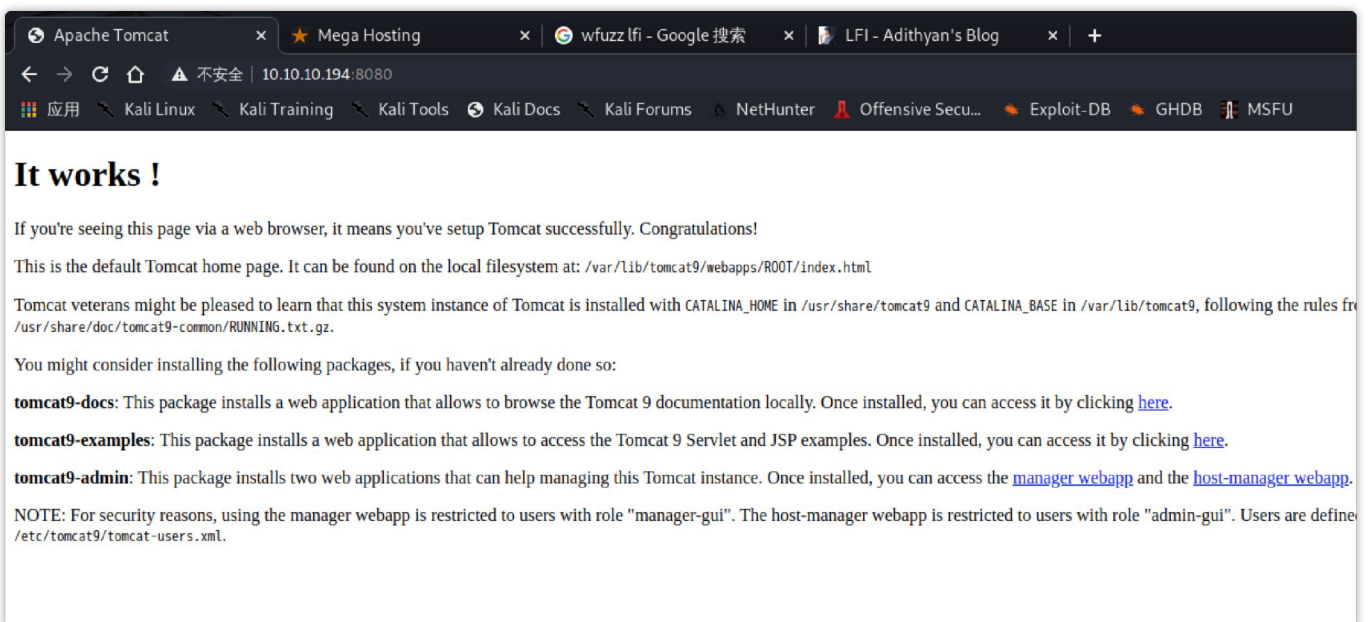 Apache Tomcat
Mega Hosting
wfuzz lfi - Google 搜索
LFI - Adithyan's Blog
不安全 10.10.10.194:8080
应用 Kali Linux Kali Training Kali Tools Kali Docs Kali Forums NetHunter Offensive Secu... Exploit-DB GHDB MSFU
It works !
If you're seeing this page via a web browser, it means you've setup Tomcat successfully. Congratulations!
This is the default Tomcat home page. It can be found on the local filesystem at: /var/lib/tomcat9/webapps/ROOT/index.html
Tomcat veterans might be pleased to learn that this system instance of Tomcat is installed with CATALINA_HOME in /usr/share/tomcat9 and CATALINA_BASE in /var/lib/tomcat9, following the rules
/usr/share/doc/tomcat9-common/RUNNING.txt.gz.
You might consider installing the following packages, if you haven't already done so:
tomcat9-docs: This package installs a web application that allows to browse the Tomcat 9 documentation locally. Once installed, you can access it by clicking here.
tomcat9-examples: This package installs a web application that allows to access the Tomcat 9 Servlet and JSP examples. Once installed, you can access it by clicking here.
tomcat9-admin: This package installs two web applications that can help managing this Tomcat instance. Once installed, you can access the manager webapp and the host-manager webapp.
NOTE: For security reasons, using the manager webapp is restricted to users with role "manager-gui". The host-manager webapp is restricted to users with role "admin-gui". Users are
/etc/tomcat9/tomcat-users.xml.